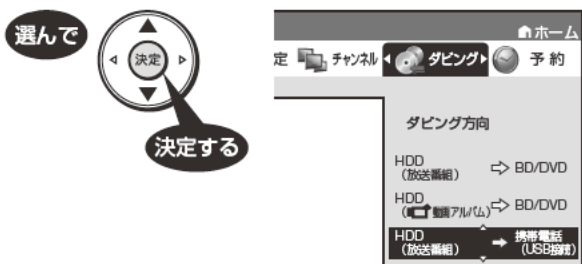 選んで
決定
決定する
ホーム
定 チャンネル ダビング 予約
ダビング方向
HDD
(放送番組) ⇨ BD/DVD
HDD
(動画アルバム) ⇨ BD/DVD
HDD
(放送番組) ➡ 携帯電話
(USB接続)